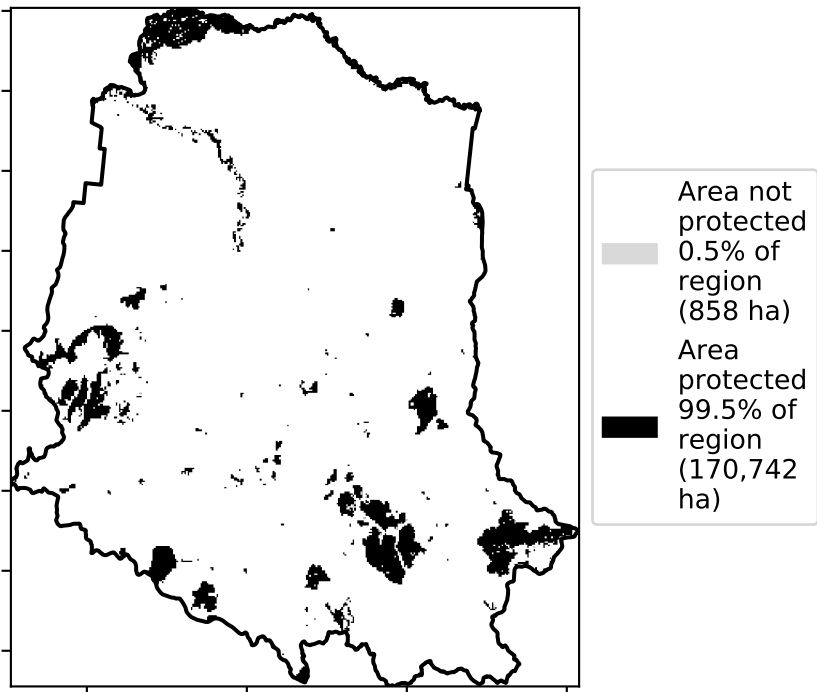 Area not
protected
0.5% of
region
(858 ha)
Area
protected
99.5% of
region
(170,742
ha)